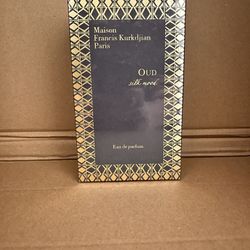 Maison
Francis Kurkdjian
Paris
OUD
silk mood
Eau de parfum